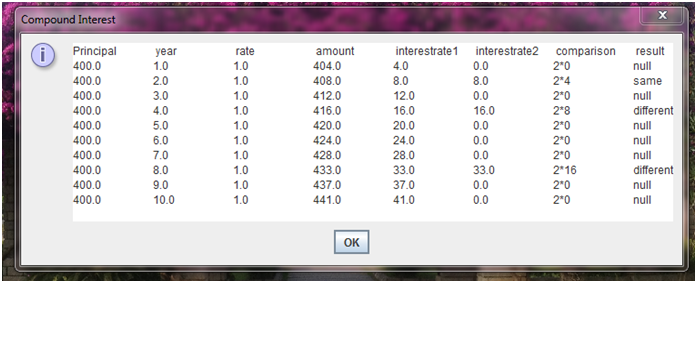 Compound Interest
Principal year rate amount interestrate1 interestrate2 comparison result
400.0 1.0 1.0 404.0 4.0 0.0 2*0 null
400.0 2.0 1.0 408.0 8.0 8.0 2*4 same
400.0 3.0 1.0 412.0 12.0 0.0 2*0 null
400.0 4.0 1.0 416.0 16.0 16.0 2*8 different
400.0 5.0 1.0 420.0 20.0 0.0 2*0 null
400.0 6.0 1.0 424.0 24.0 0.0 2*0 null
400.0 7.0 1.0 428.0 28.0 0.0 2*0 null
400.0 8.0 1.0 433.0 33.0 33.0 2*16 different
400.0 9.0 1.0 437.0 37.0 0.0 2*0 null
400.0 10.0 1.0 441.0 41.0 0.0 2*0 null
OK